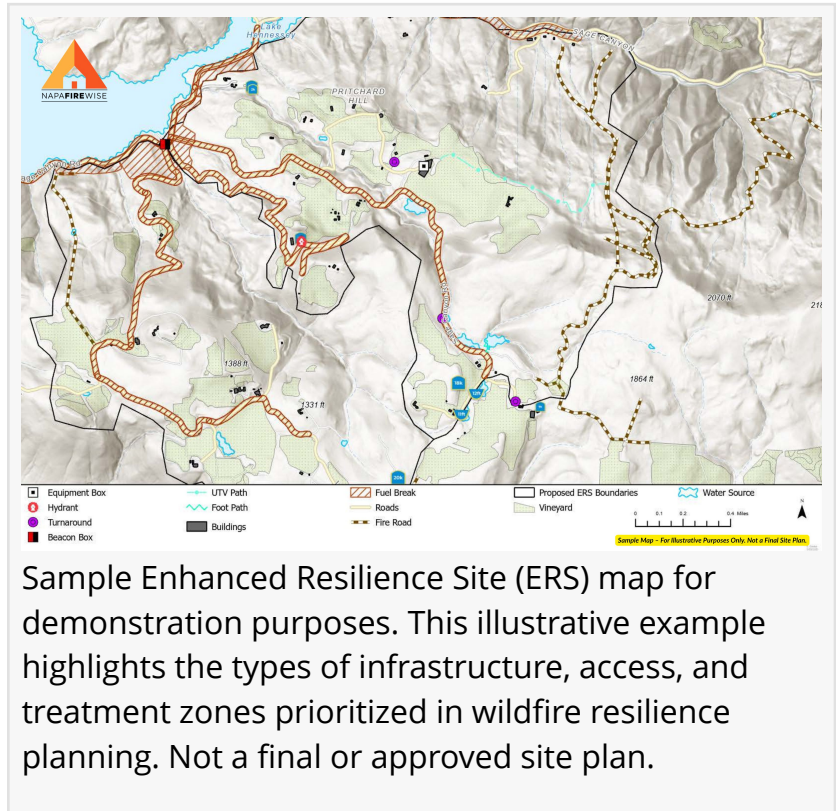 Lake
Hennessey
SAGE CANYON
NAPAFIREWISE
PRITCHARD
HILL
2070 ft
1388 ft
1864 ft
1331 ft
Equipment Box
Hydrant
Turnaround
Beacon Box
UTV Path
Foot Path
Buildings
Fuel Break
Roads
Fire Road
Proposed ERS Boundaries
Vineyard
Water Source
N
0 0.1 0.2 0.4 Miles
Sample Map – For Illustrative Purposes Only. Not a Final Site Plan.
Sample Enhanced Resilience Site (ERS) map for
demonstration purposes. This illustrative example
highlights the types of infrastructure, access, and
treatment zones prioritized in wildfire resilience
planning. Not a final or approved site plan.